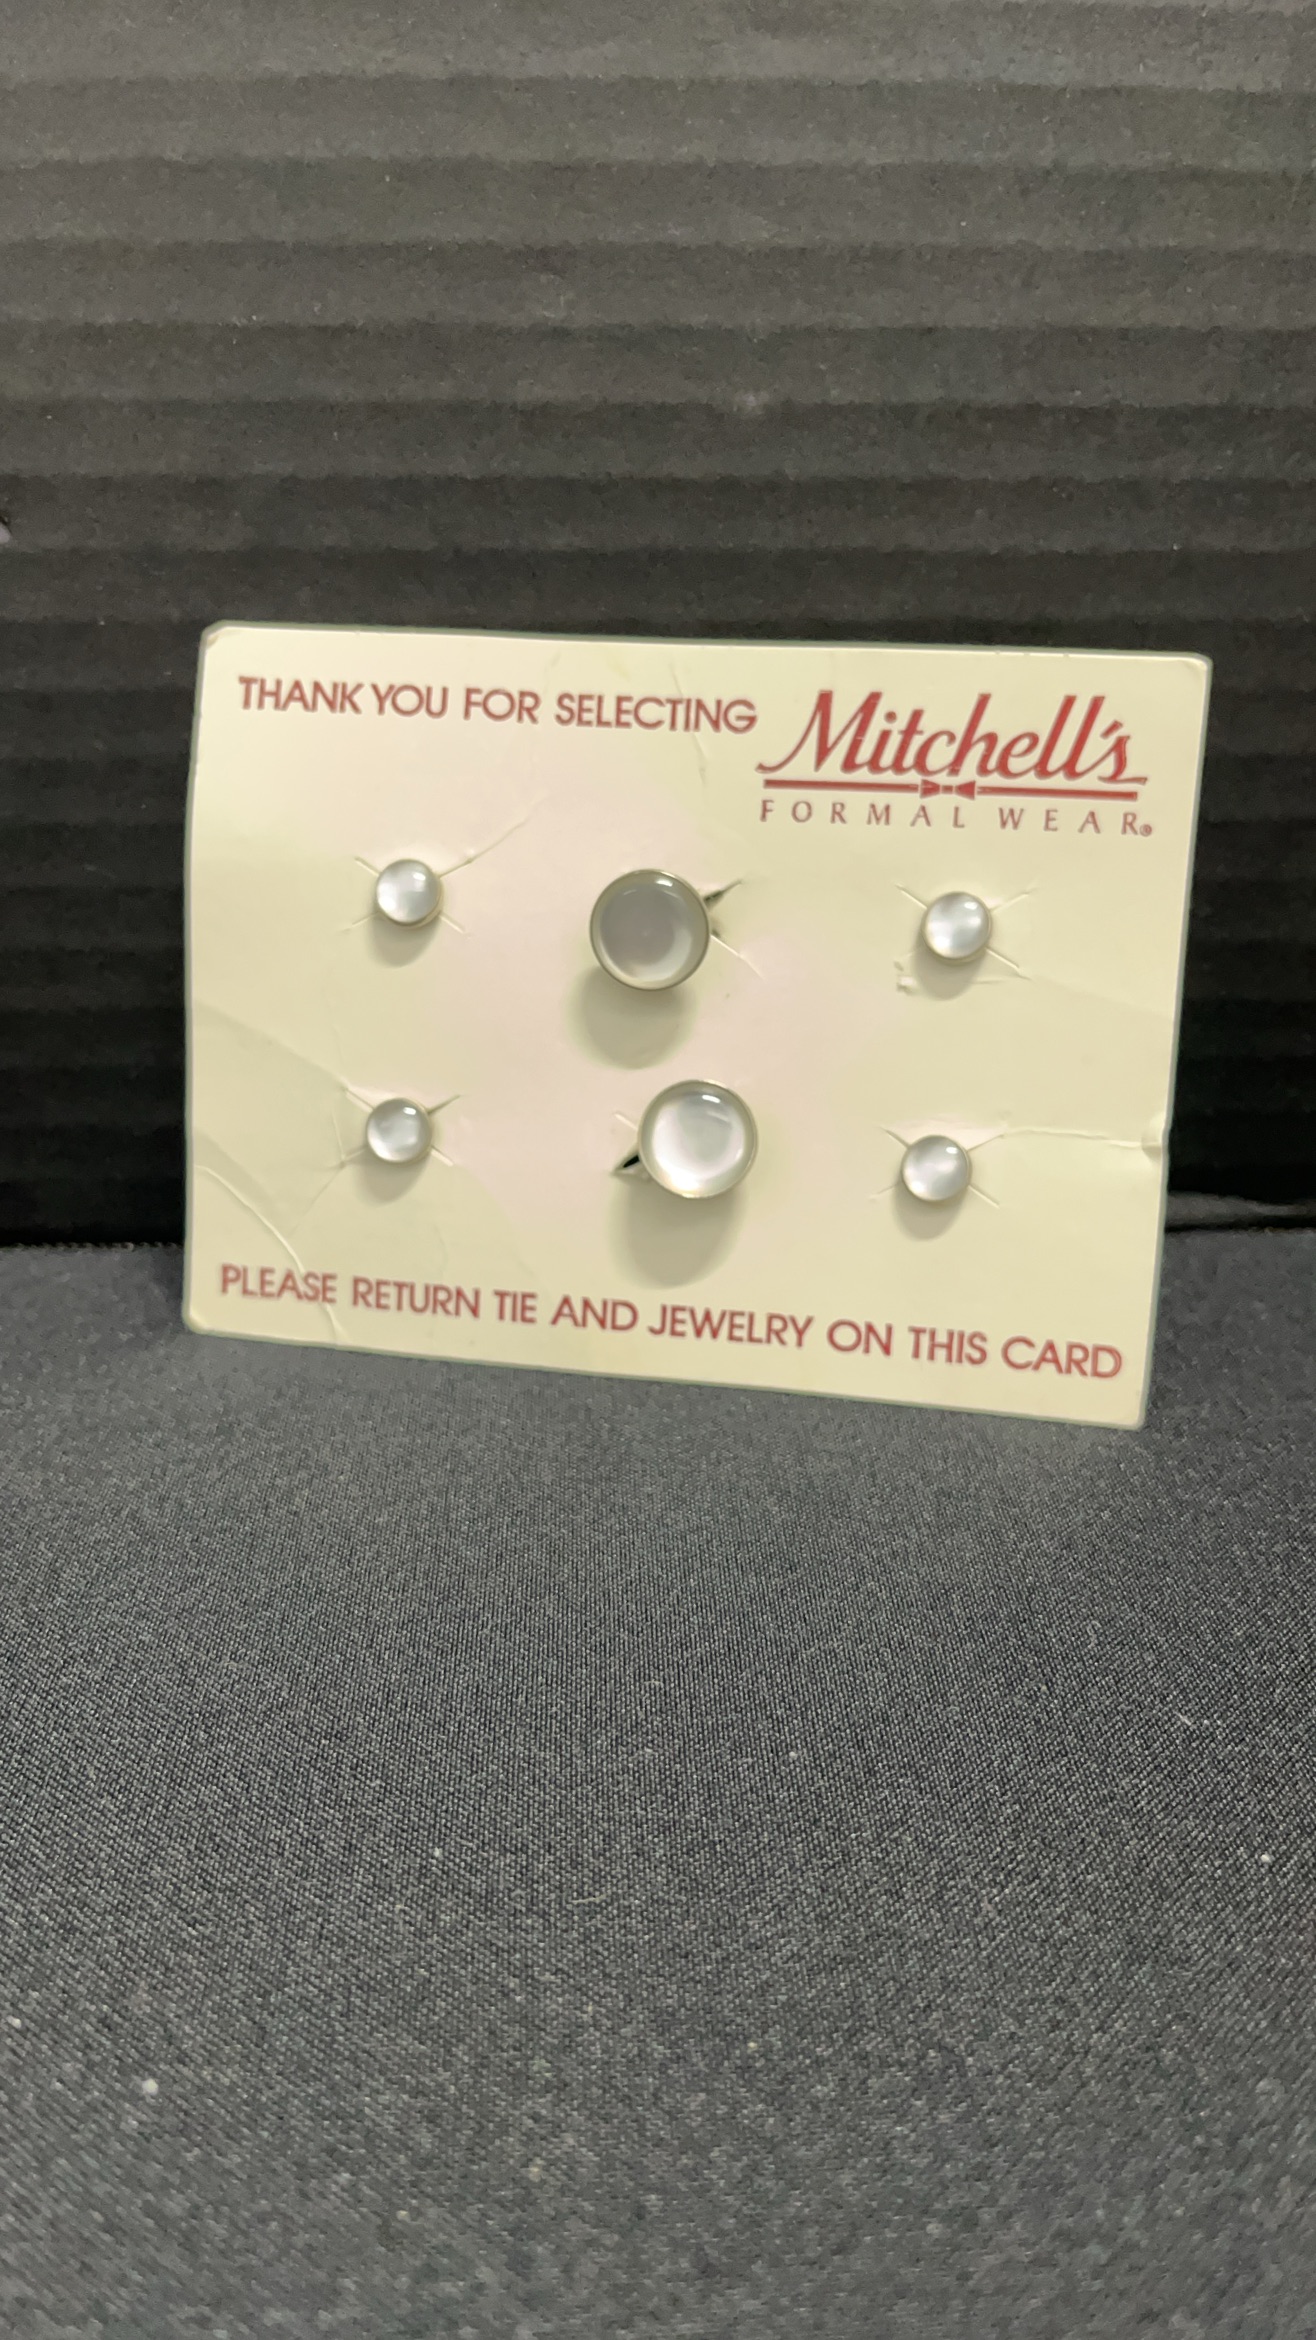 THANK YOU FOR SELECTING
Mitchell's
FORMAL WEAR®
PLEASE RETURN TIE AND JEWELRY ON THIS CARD